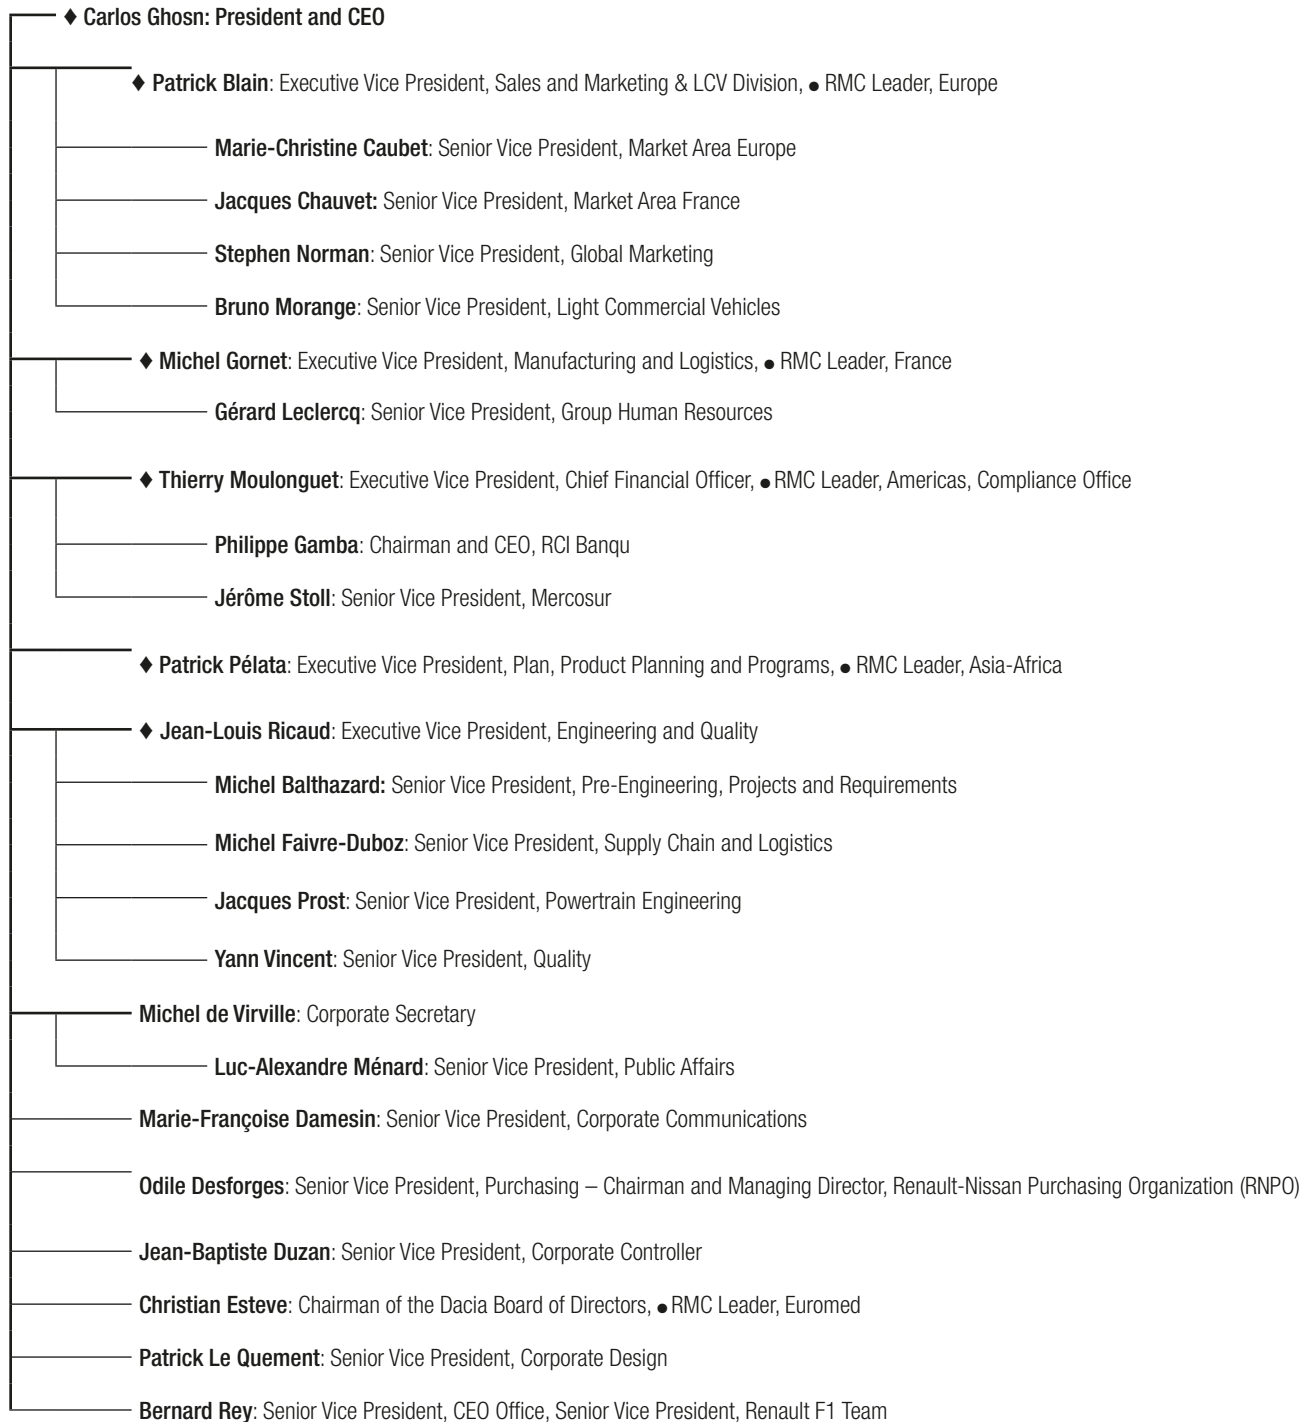 ♦ Carlos Ghosn: President and CEO
♦ Patrick Blain: Executive Vice President, Sales and Marketing & LCV Division, ● RMC Leader, Europe
Marie-Christine Caubet: Senior Vice President, Market Area Europe
Jacques Chauvet: Senior Vice President, Market Area France
Stephen Norman: Senior Vice President, Global Marketing
Bruno Morange: Senior Vice President, Light Commercial Vehicles
♦ Michel Gornet: Executive Vice President, Manufacturing and Logistics, ● RMC Leader, France
Gérard Leclercq: Senior Vice President, Group Human Resources
♦ Thierry Moulonguet: Executive Vice President, Chief Financial Officer, ● RMC Leader, Americas, Compliance Office
Philippe Gamba: Chairman and CEO, RCI Banqu
Jérôme Stoll: Senior Vice President, Mercosur
♦ Patrick Pélata: Executive Vice President, Plan, Product Planning and Programs, ● RMC Leader, Asia-Africa
♦ Jean-Louis Ricaud: Executive Vice President, Engineering and Quality
Michel Balthazard: Senior Vice President, Pre-Engineering, Projects and Requirements
Michel Faivre-Duboz: Senior Vice President, Supply Chain and Logistics
Jacques Prost: Senior Vice President, Powertrain Engineering
Yann Vincent: Senior Vice President, Quality
Michel de Virville: Corporate Secretary
Luc-Alexandre Ménard: Senior Vice President, Public Affairs
Marie-Françoise Damesin: Senior Vice President, Corporate Communications
Odile Desforges: Senior Vice President, Purchasing – Chairman and Managing Director, Renault-Nissan Purchasing Organization (RNPO)
Jean-Baptiste Duzan: Senior Vice President, Corporate Controller
Christian Esteve: Chairman of the Dacia Board of Directors, ● RMC Leader, Euromed
Patrick Le Quement: Senior Vice President, Corporate Design
Bernard Rey: Senior Vice President, CEO Office, Senior Vice President, Renault F1 Team